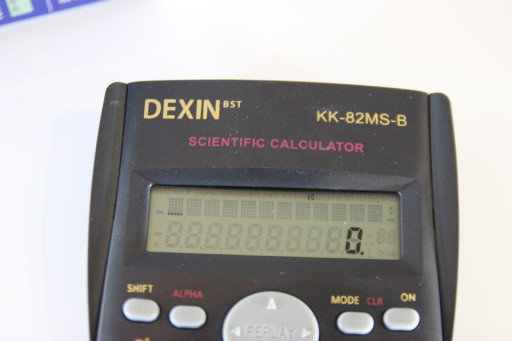 DEXIN BST
KK-82MS-B
SCIENTIFIC CALCULATOR
D
0.
SHIFT
ALPHA
REPLAY
MODE CLR
ON